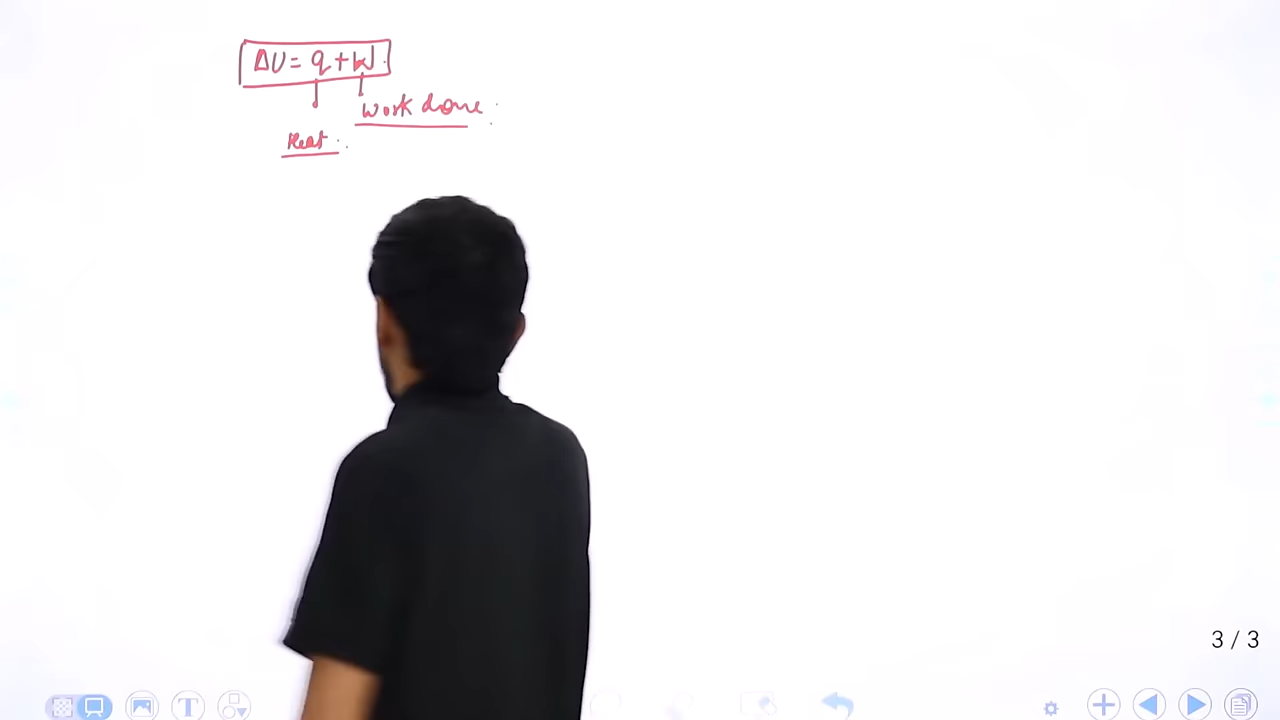 ΔU = q + W
Work done :
Heat :
3 / 3
T